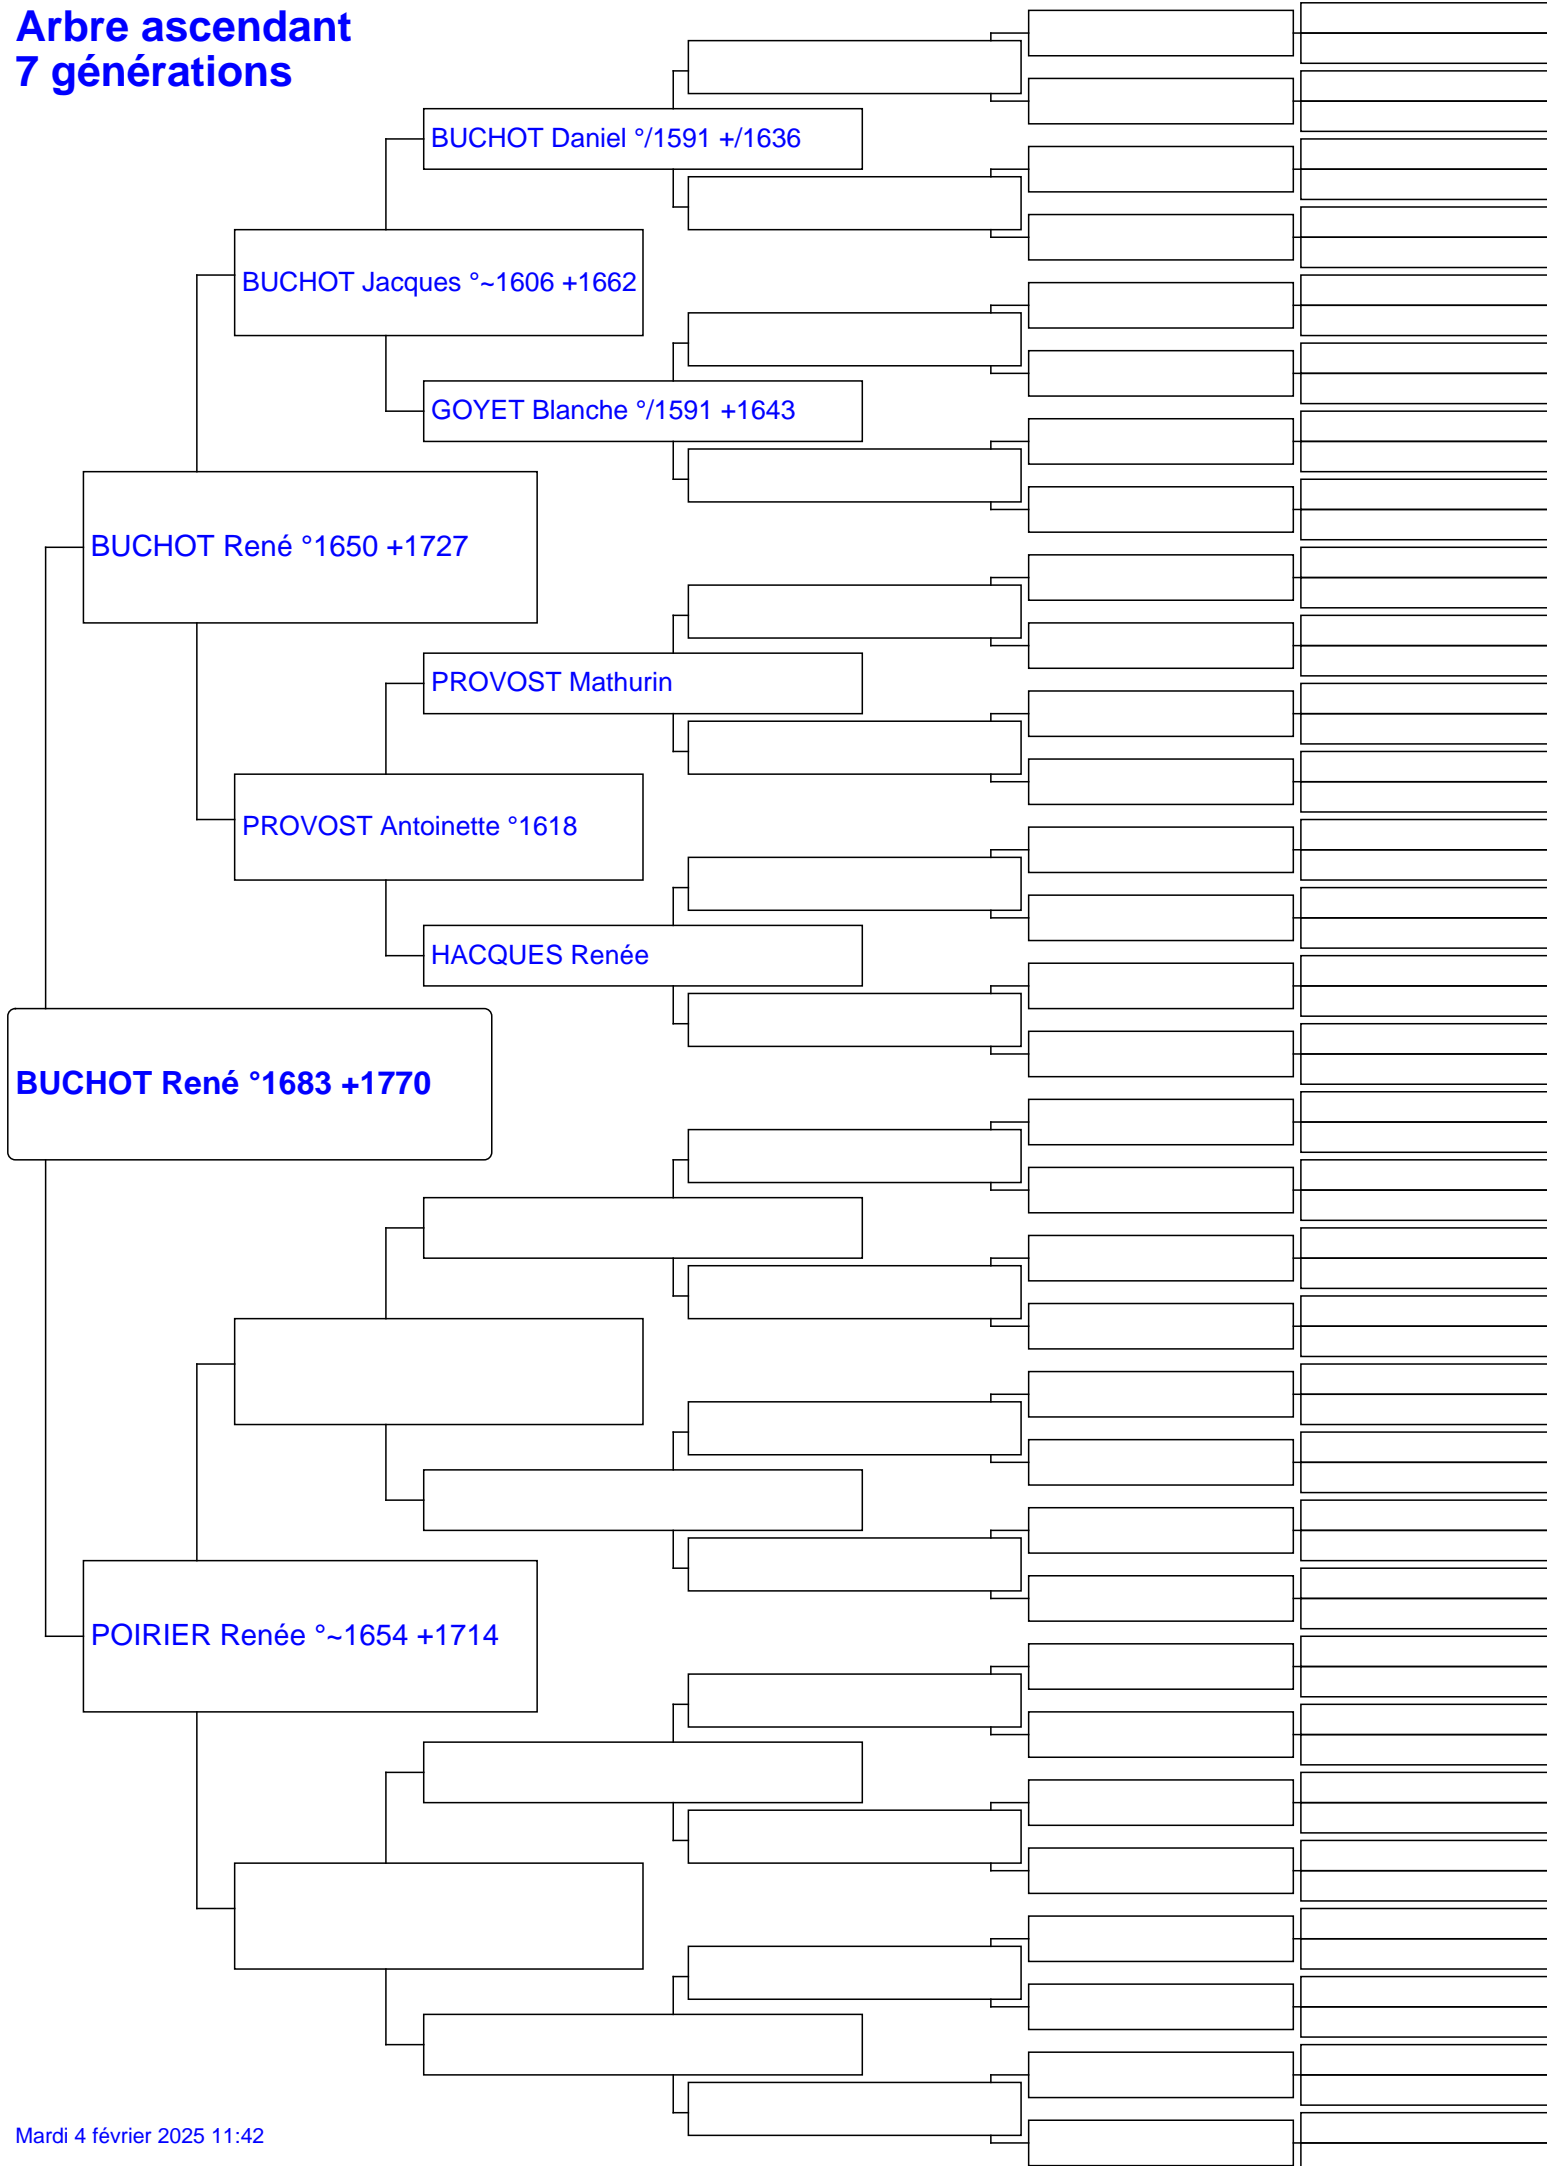 Arbre ascendant
7 générations
BUCHOT Daniel °/1591 +/1636
BUCHOT Jacques °~1606 +1662
GOYET Blanche °/1591 +1643
BUCHOT René °1650 +1727
PROVOST Mathurin
PROVOST Antoinette °1618
HACQUES Renée
BUCHOT René °1683 +1770
POIRIER Renée °~1654 +1714
Mardi 4 février 2025 11:42